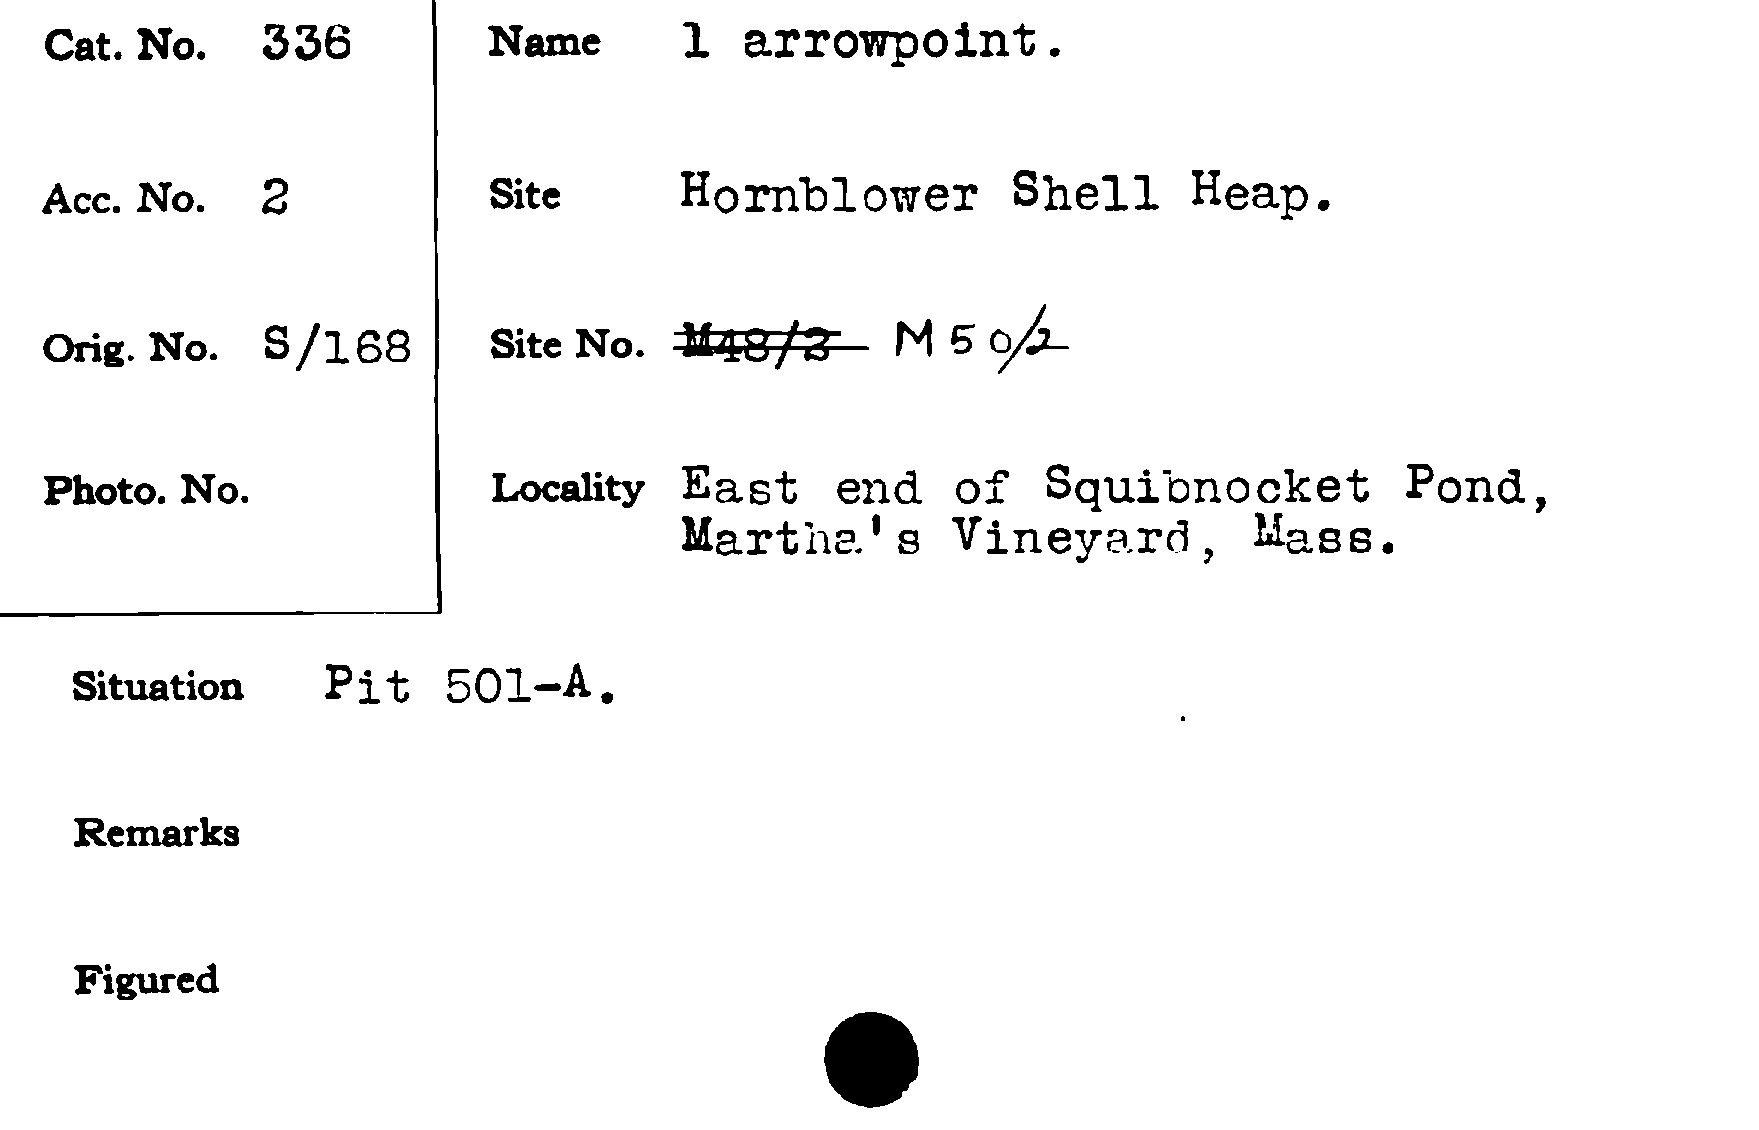 Cat. No. 336
Name 1 arrowpoint.
Acc. No. 2
Site Hornblower Shell Heap.
Orig. No. S/168
Site No. M48/2 M50/2
Photo. No.
Locality East end of Squibnocket Pond,
Martha's Vineyard, Mass.
Situation Pit 501-A.
Remarks
Figured